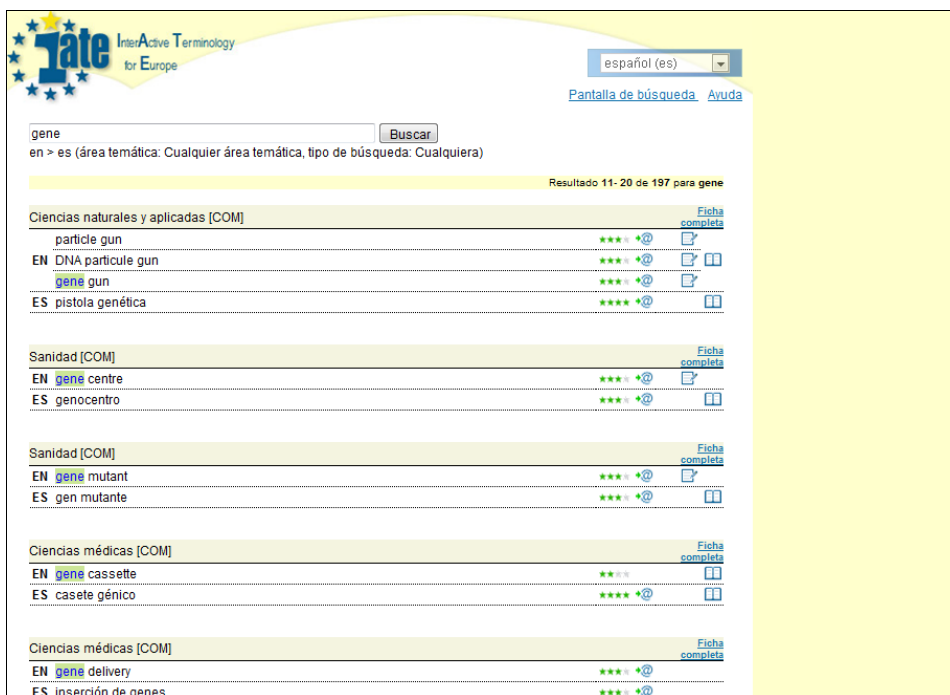 iate InterActive Terminology
for Europe
español (es)
Pantalla de búsqueda Ayuda
gene Buscar
en > es (área temática: Cualquier área temática, tipo de búsqueda: Cualquiera)
Resultado 11- 20 de 197 para gene
Ciencias naturales y aplicadas [COM] Ficha completa
particle gun
EN DNA particule gun
gene gun
ES pistola genética
Sanidad [COM] Ficha completa
EN gene centre
ES genocentro
Sanidad [COM] Ficha completa
EN gene mutant
ES gen mutante
Ciencias médicas [COM] Ficha completa
EN gene cassette
ES casete génico
Ciencias médicas [COM] Ficha completa
EN gene delivery
ES inserción de genes